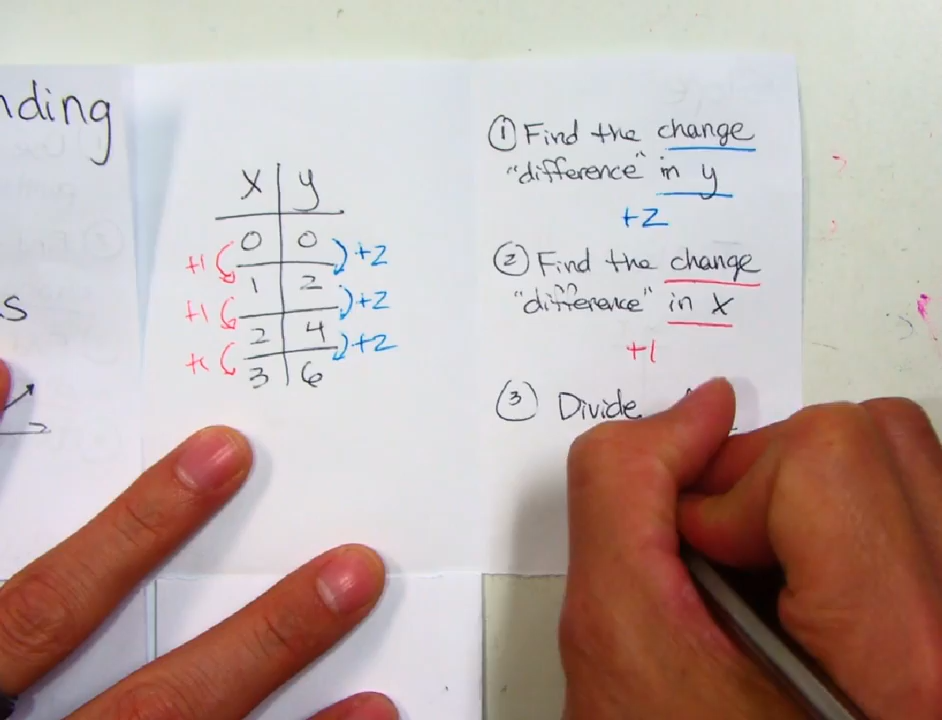 nding
s
x y
0 0
+1 +2
1 2
+1 +2
2 4
+2
3 6
① Find the change
"difference" in y
+2
② Find the change
"difference" in x
+1
③ Divide